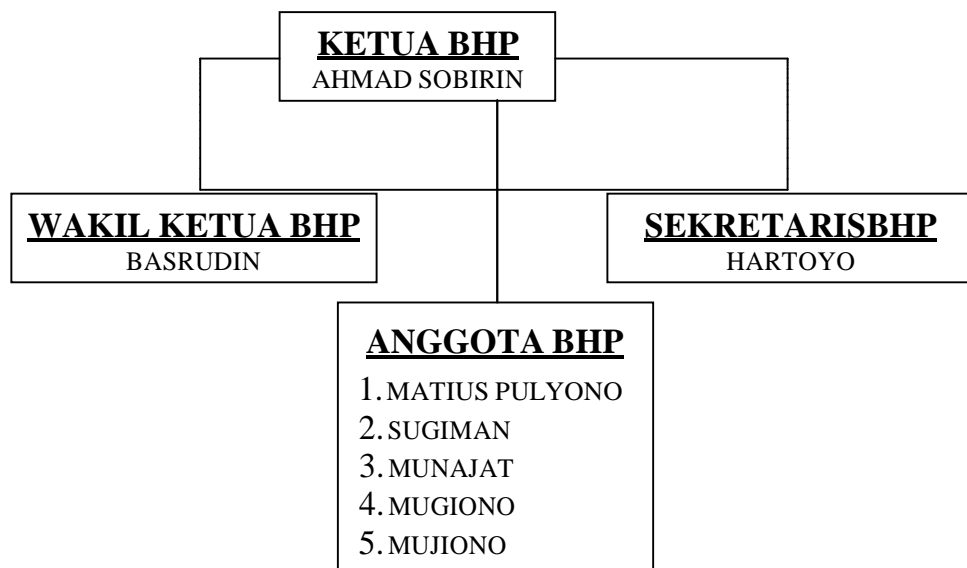 KETUA BHP
AHMAD SOBIRIN
WAKIL KETUA BHP
BASRUDIN
SEKRETARISBHP
HARTOYO
ANGGOTA BHP
1. MATIUS PULYONO
2. SUGIMAN
3. MUNAJAT
4. MUGIONO
5. MUJIONO